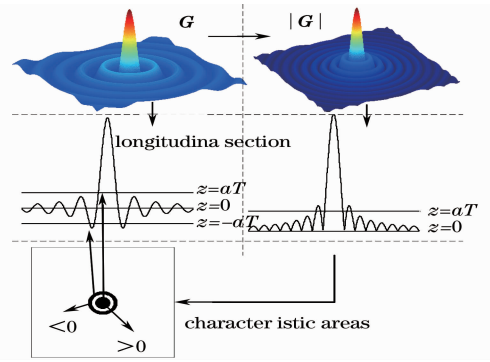 G
|G|
longitudina section
z=aT
z=0
z=-aT
z=aT
z=0
<0
>0
character istic areas